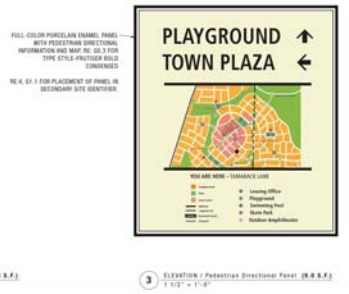 FULL-COLOR PORCELAIN ENAMEL PANEL
WITH PEDESTRIAN DIRECTIONAL
INFORMATION AND MAP, RE: G0.3 FOR
TYPE STYLE-FRUTIGER BOLD
CONDENSED
RE:4, G1.1 FOR PLACEMENT OF PANEL IN
SECONDARY SITE IDENTIFIER.
PLAYGROUND ↑
TOWN PLAZA ←
YOU ARE HERE • TAMARACK LANE
Leasing Office
Playground
Swimming Pool
Skate Park
Outdoor Amphitheater
S.F.)
3 ELEVATION / Pedestrian Directional Panel (9.0 S.F.)
1 1/2" = 1'-0"